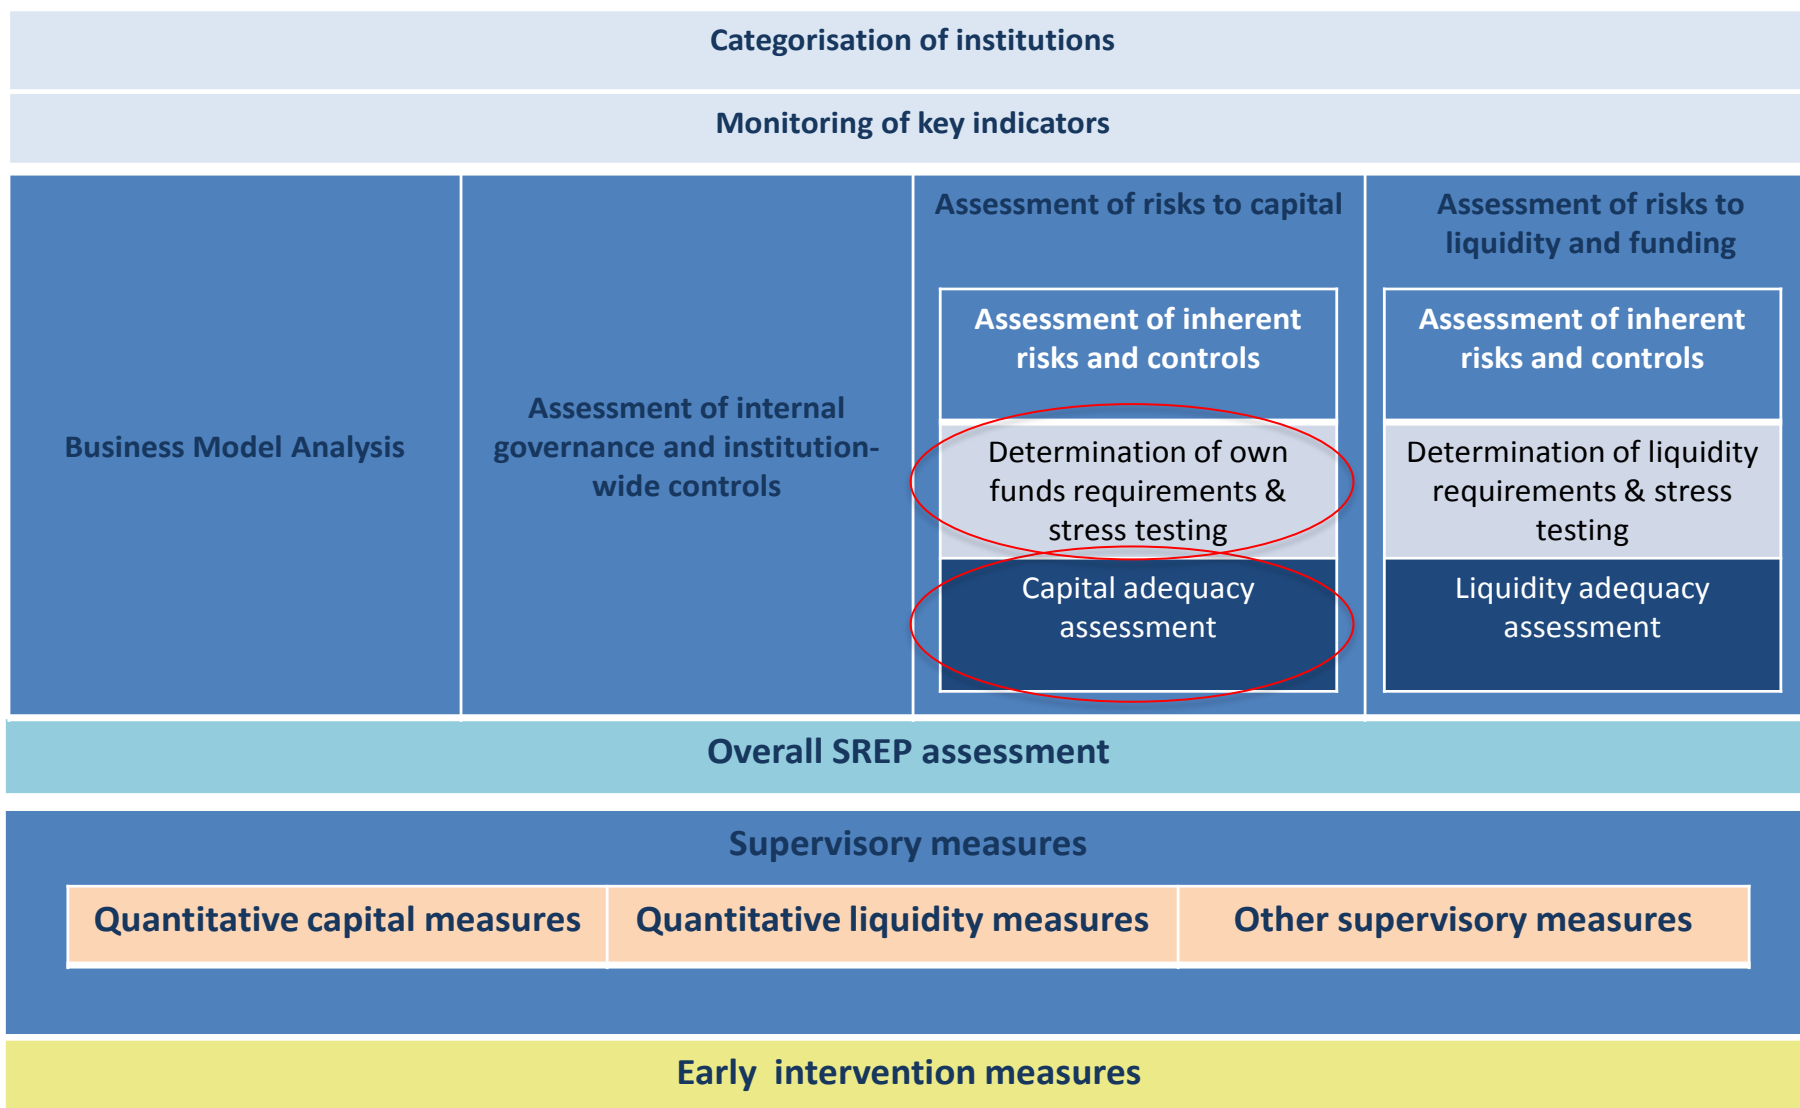 Categorisation of institutions
Monitoring of key indicators
Business Model Analysis
Assessment of internal
governance and institution-
wide controls
Assessment of risks to capital
Assessment of inherent
risks and controls
Determination of own
funds requirements &
stress testing
Capital adequacy
assessment
Assessment of risks to
liquidity and funding
Assessment of inherent
risks and controls
Determination of liquidity
requirements & stress
testing
Liquidity adequacy
assessment
Overall SREP assessment
Supervisory measures
Quantitative capital measures
Quantitative liquidity measures
Other supervisory measures
Early intervention measures